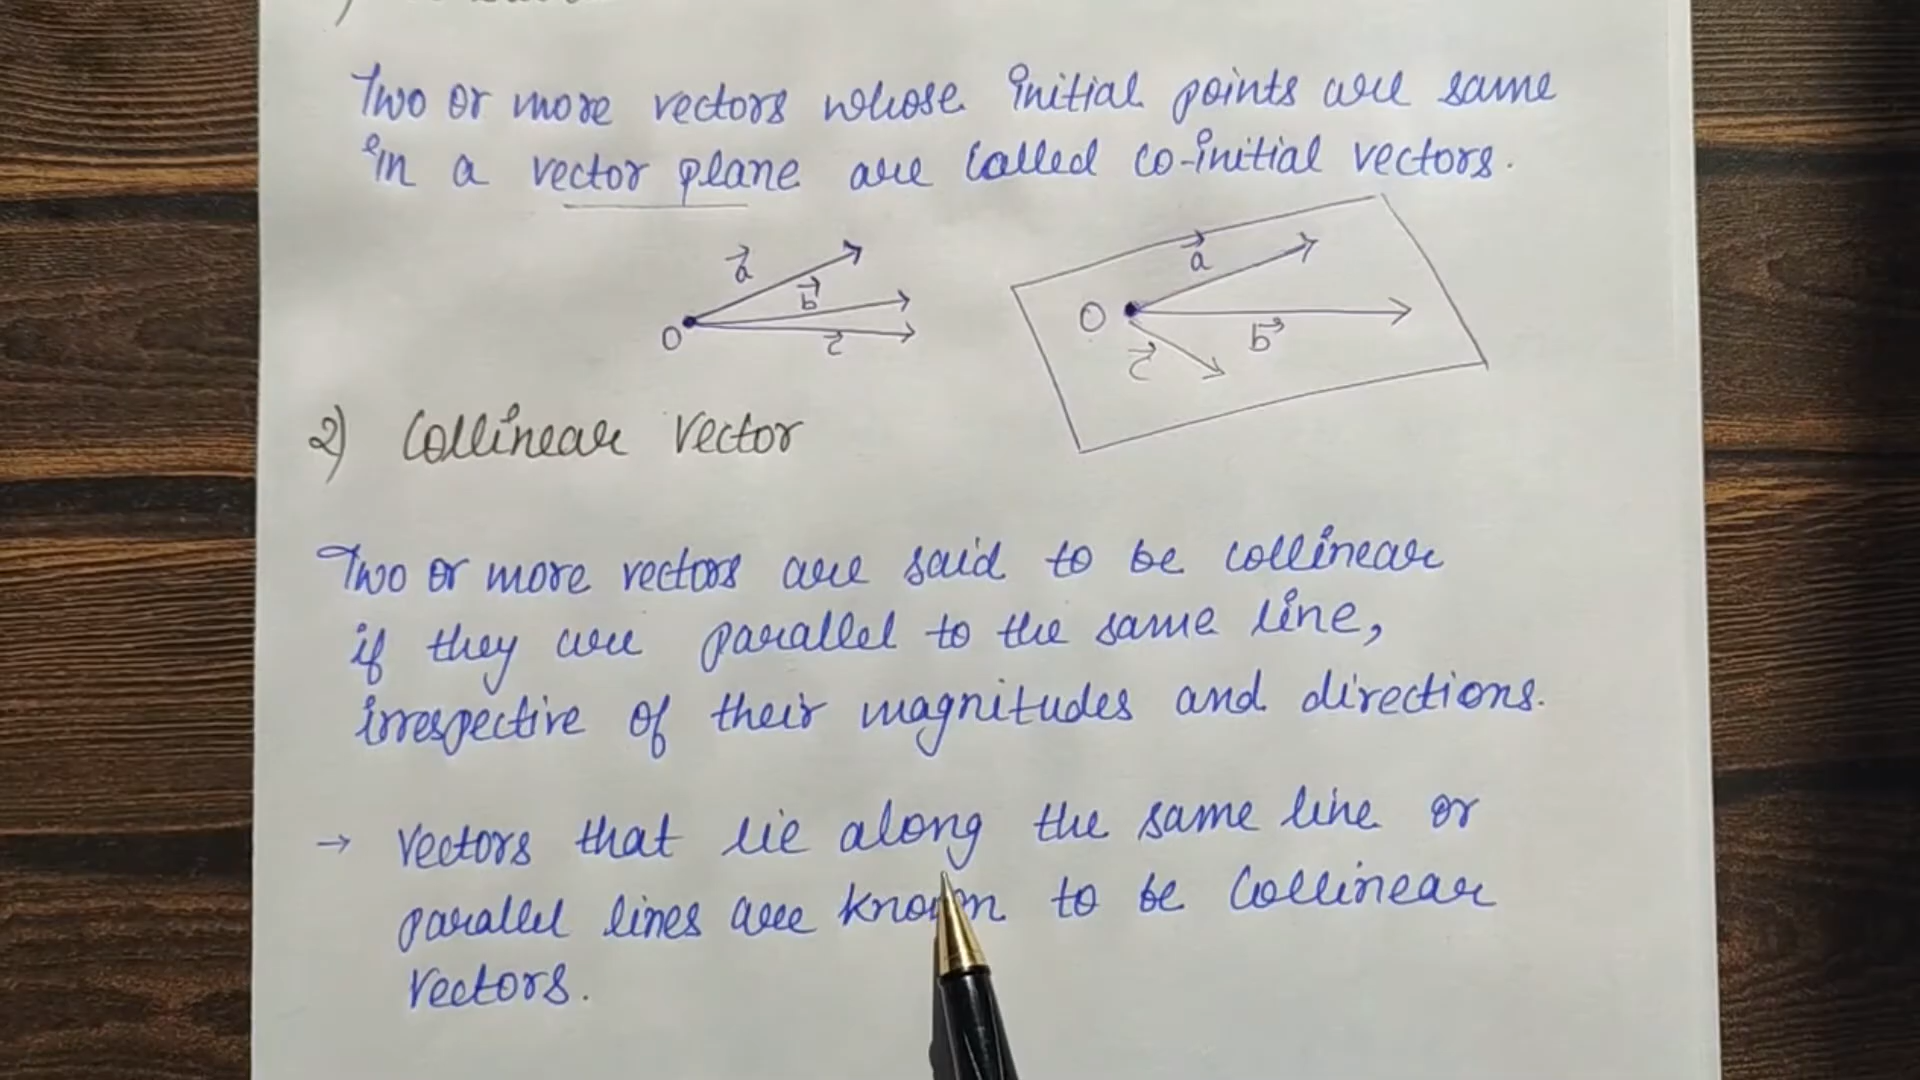 Two or more vectors whose initial points are same
in a vector plane are called co-initial vectors.
a⃗
b⃗
c⃗
O
a⃗
O
b⃗
c⃗
2) Collinear Vector
Two or more vectors are said to be collinear
if they are parallel to the same line,
irrespective of their magnitudes and directions.
→ Vectors that lie along the same line or
parallel lines are known to be Collinear
Vectors.